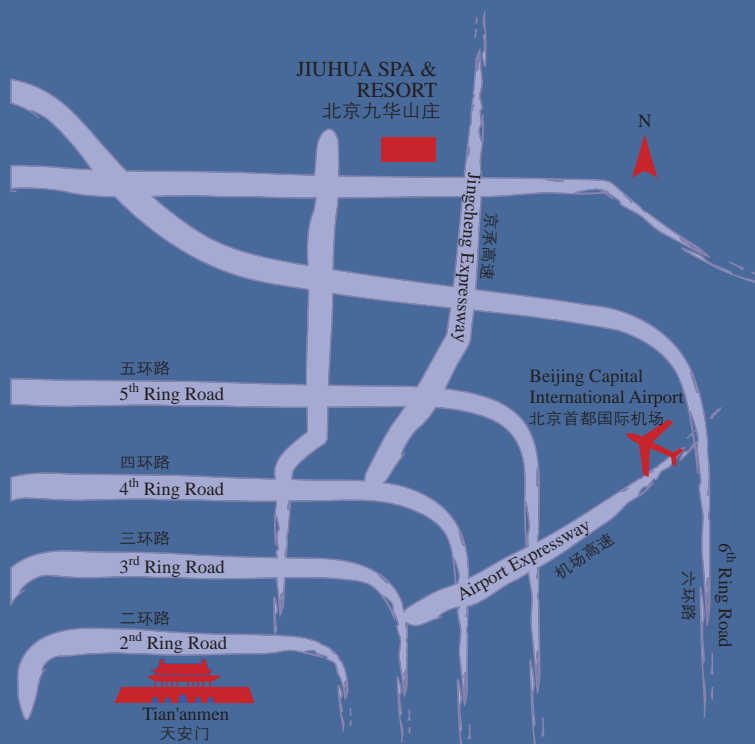 JIUHUA SPA &
RESORT
北京九华山庄
N
Jingcheng Expressway
京承高速
五环路
5th Ring Road
Beijing Capital
International Airport
北京首都国际机场
四环路
4th Ring Road
三环路
3rd Ring Road
Airport Expressway
机场高速
6th Ring Road
六环路
二环路
2nd Ring Road
Tian'anmen
天安门